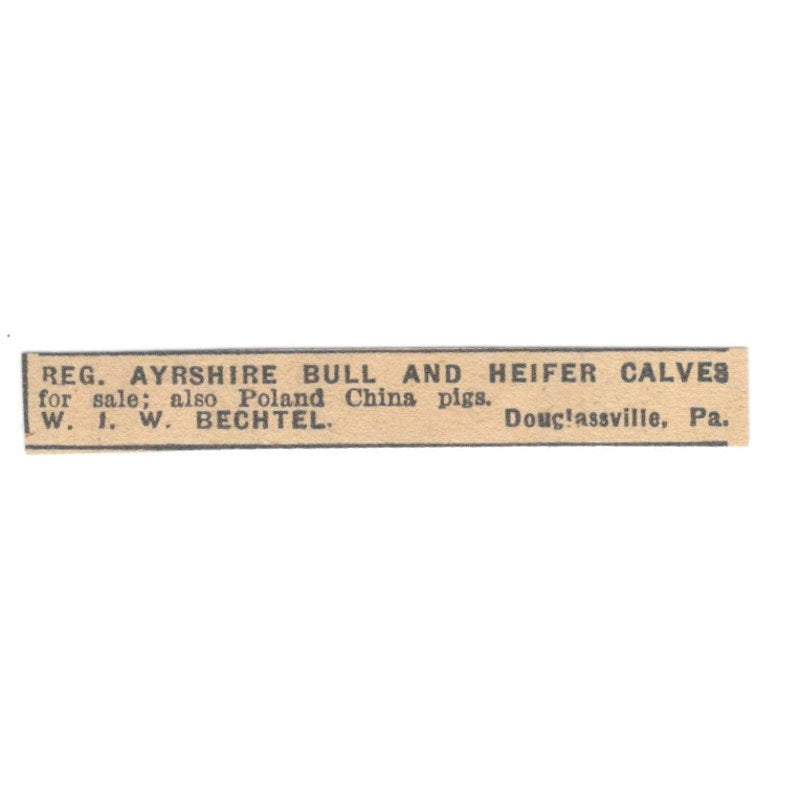 REG. AYRSHIRE BULL AND HEIFER CALVES
for sale; also Poland China pigs.
W. I. W. BECHTEL. Douglassville, Pa.